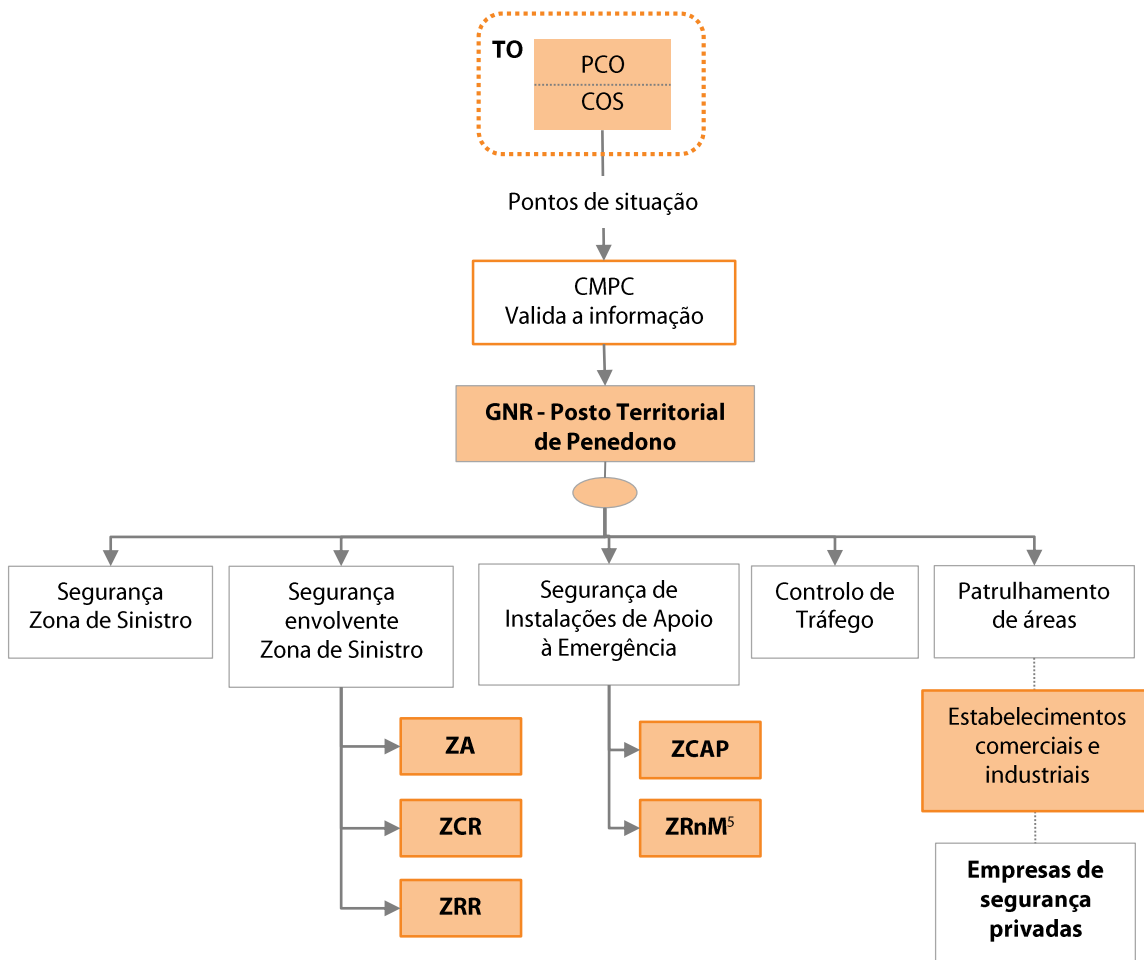 TO
PCO
COS
Pontos de situação
CMPC
Valida a informação
GNR - Posto Territorial
de Penedono
Segurança
Zona de Sinistro
Segurança
envolvente
Zona de Sinistro
Segurança de
Instalações de Apoio
à Emergência
Controlo de
Tráfego
Patrulhamento
de áreas
ZA
ZCR
ZRR
ZCAP
ZRnM⁵
Estabelecimentos
comerciais e
industriais
Empresas de
segurança
privadas